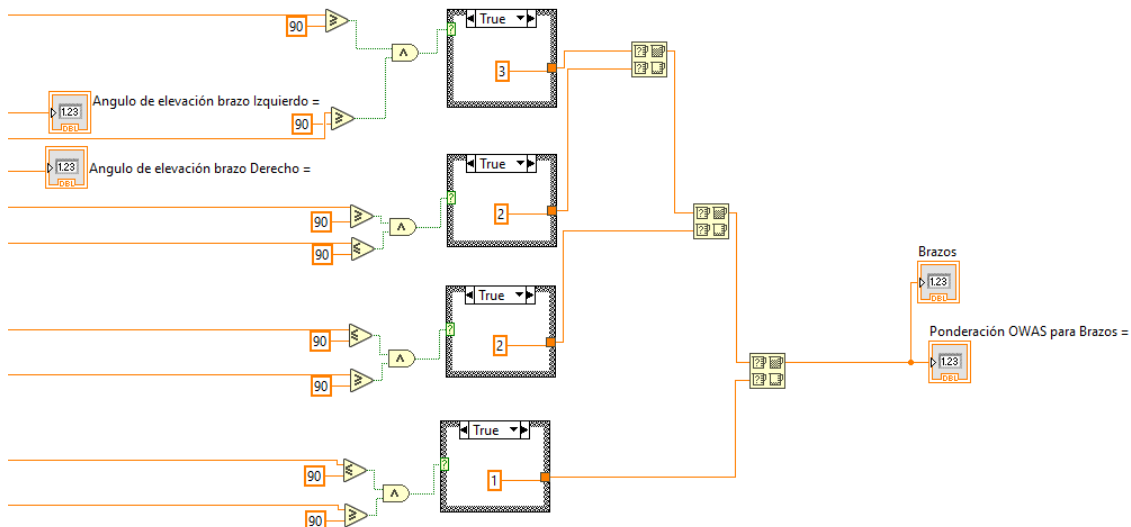 True
90
3
Angulo de elevación brazo Izquierdo =
1.23
DBL
90
Angulo de elevación brazo Derecho =
1.23
DBL
True
2
90
90
Brazos
1.23
DBL
True
2
90
90
Ponderación OWAS para Brazos =
1.23
DBL
True
1
90
90